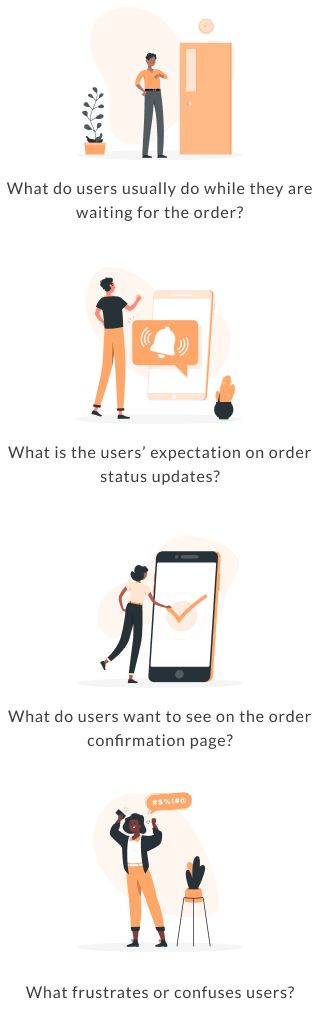 What do users usually do while they are
waiting for the order?
What is the users’ expectation on order
status updates?
What do users want to see on the order
confirmation page?
#$%!#@
What frustrates or confuses users?